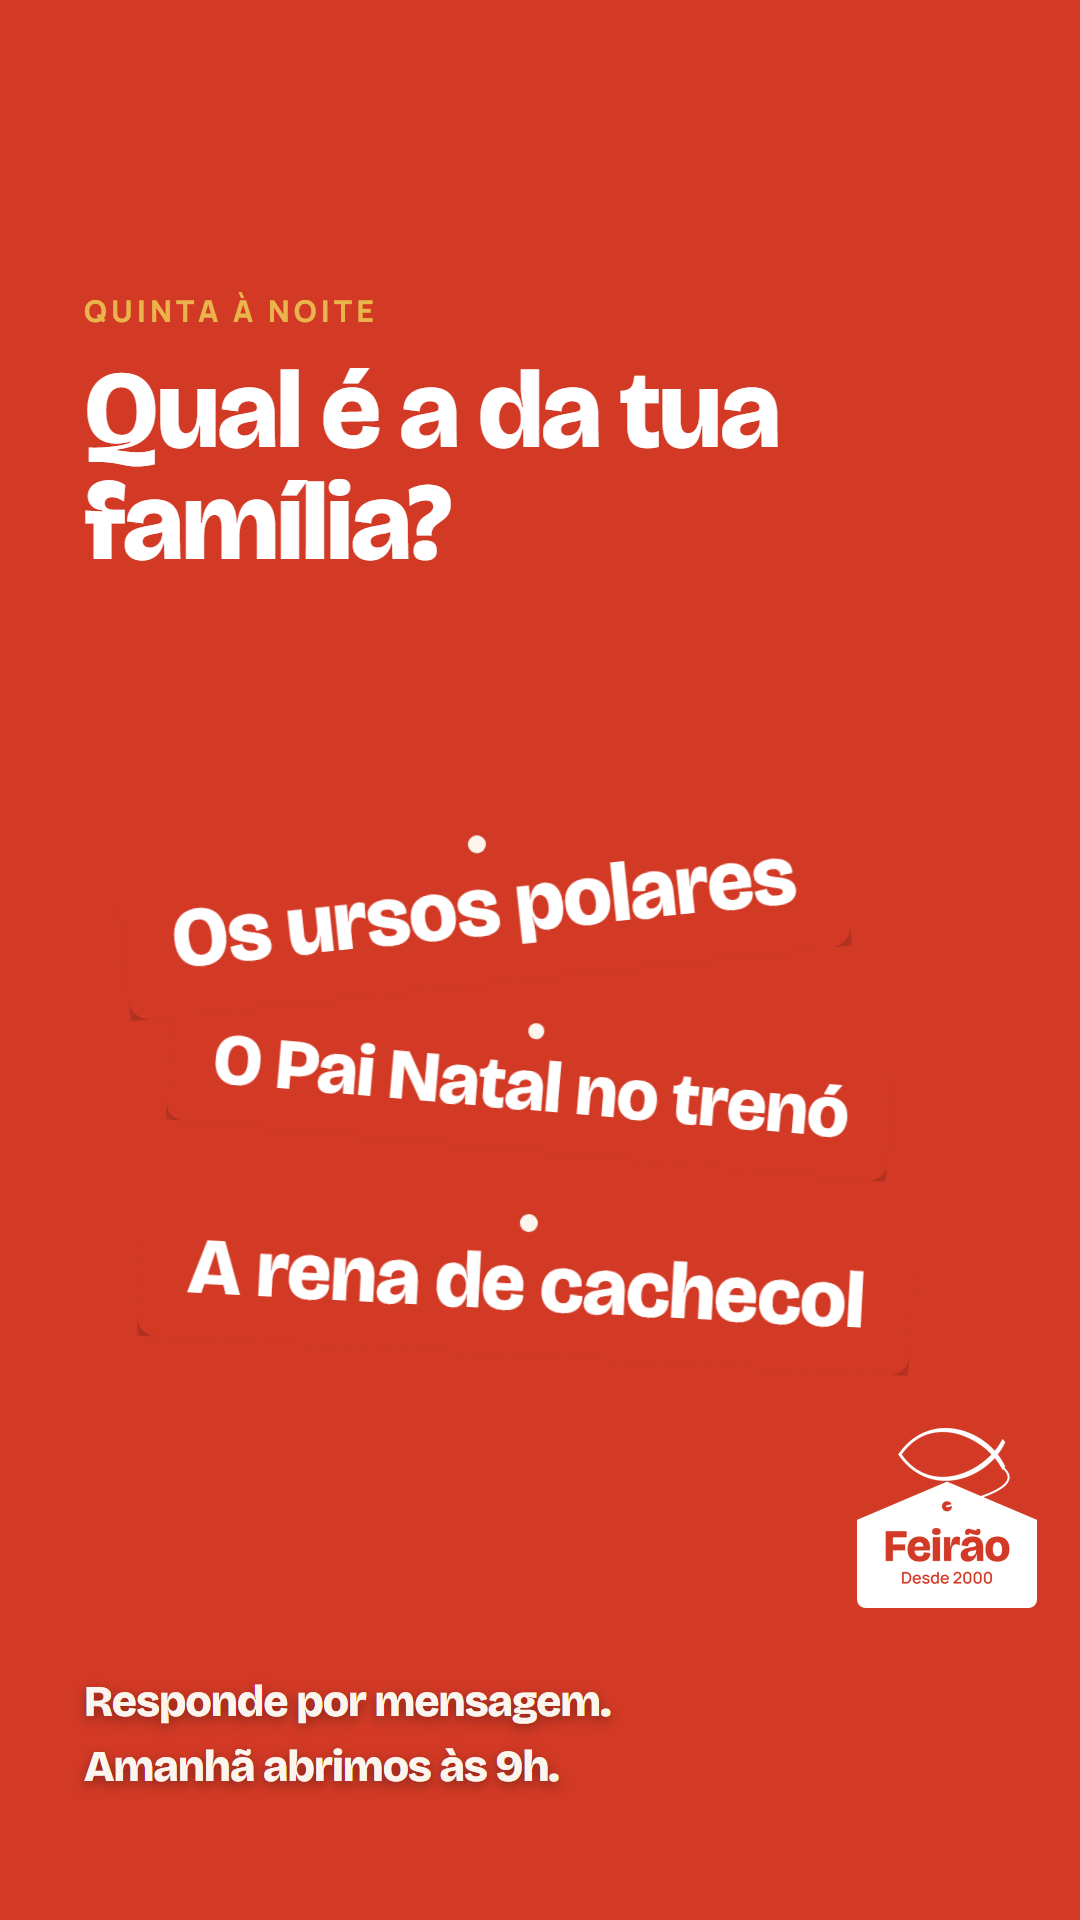 QUINTA À NOITE
Qual é a da tua
família?
Os ursos polares
O Pai Natal no trenó
A rena de cachecol
Feirão
Desde 2000
Responde por mensagem.
Amanhã abrimos às 9h.